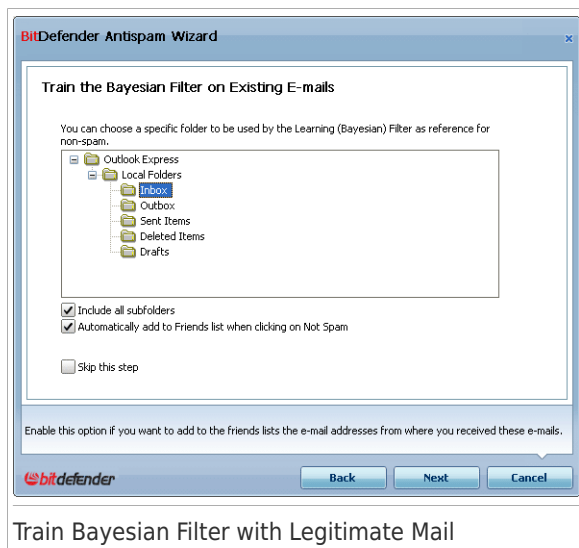 BitDefender Antispam Wizard
x
Train the Bayesian Filter on Existing E-mails
You can choose a specific folder to be used by the Learning (Bayesian) Filter as reference for
non-spam.
Outlook Express
Local Folders
Inbox
Outbox
Sent Items
Deleted Items
Drafts
Include all subfolders
Automatically add to Friends list when clicking on Not Spam
Skip this step
Enable this option if you want to add to the friends lists the e-mail addresses from where you received these e-mails.
bitdefender
Back
Next
Cancel
Train Bayesian Filter with Legitimate Mail